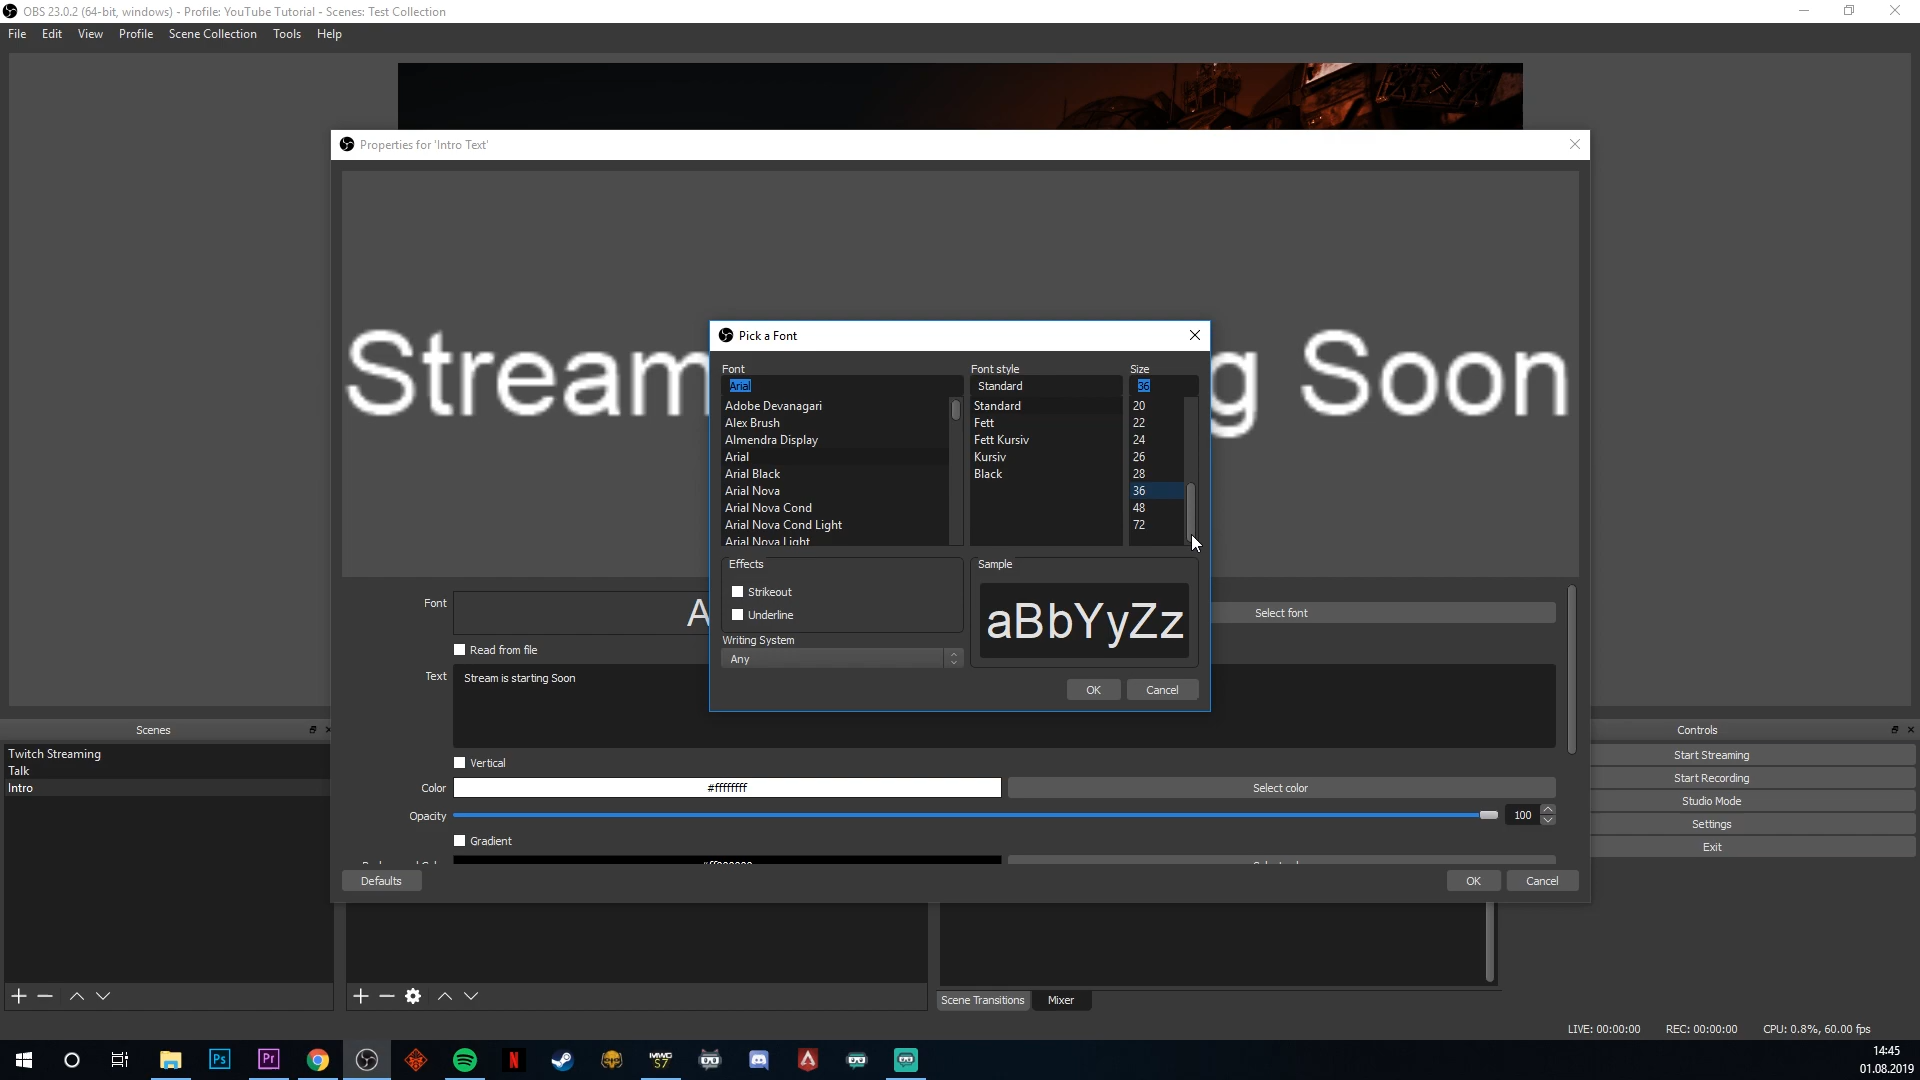 OBS 23.0.2 (64-bit, windows) - Profile: YouTube Tutorial - Scenes: Test Collection
File Edit View Profile Scene Collection Tools Help
Properties for 'Intro Text'
Stream
g Soon
Pick a Font
Font
Font style
Size
Arial
Standard
36
Adobe Devanagari
Alex Brush
Almendra Display
Arial
Arial Black
Arial Nova
Arial Nova Cond
Arial Nova Cond Light
Arial Nova Light
Standard
Fett
Fett Kursiv
Kursiv
Black
20
22
24
26
28
36
48
72
Effects
Strikeout
Underline
Writing System
Any
Sample
aBbYyZz
OK
Cancel
Font
A
Select font
Read from file
Text
Stream is starting Soon
Vertical
Color
#ffffffff
Select color
Opacity
100
Gradient
Defaults
OK
Cancel
Scenes
Twitch Streaming
Talk
Intro
Controls
Start Streaming
Start Recording
Studio Mode
Settings
Exit
Scene Transitions
Mixer
LIVE: 00:00:00 REC: 00:00:00 CPU: 0.8%, 60.00 fps
Ps
Pr
N
S7
14:45
01.08.2019